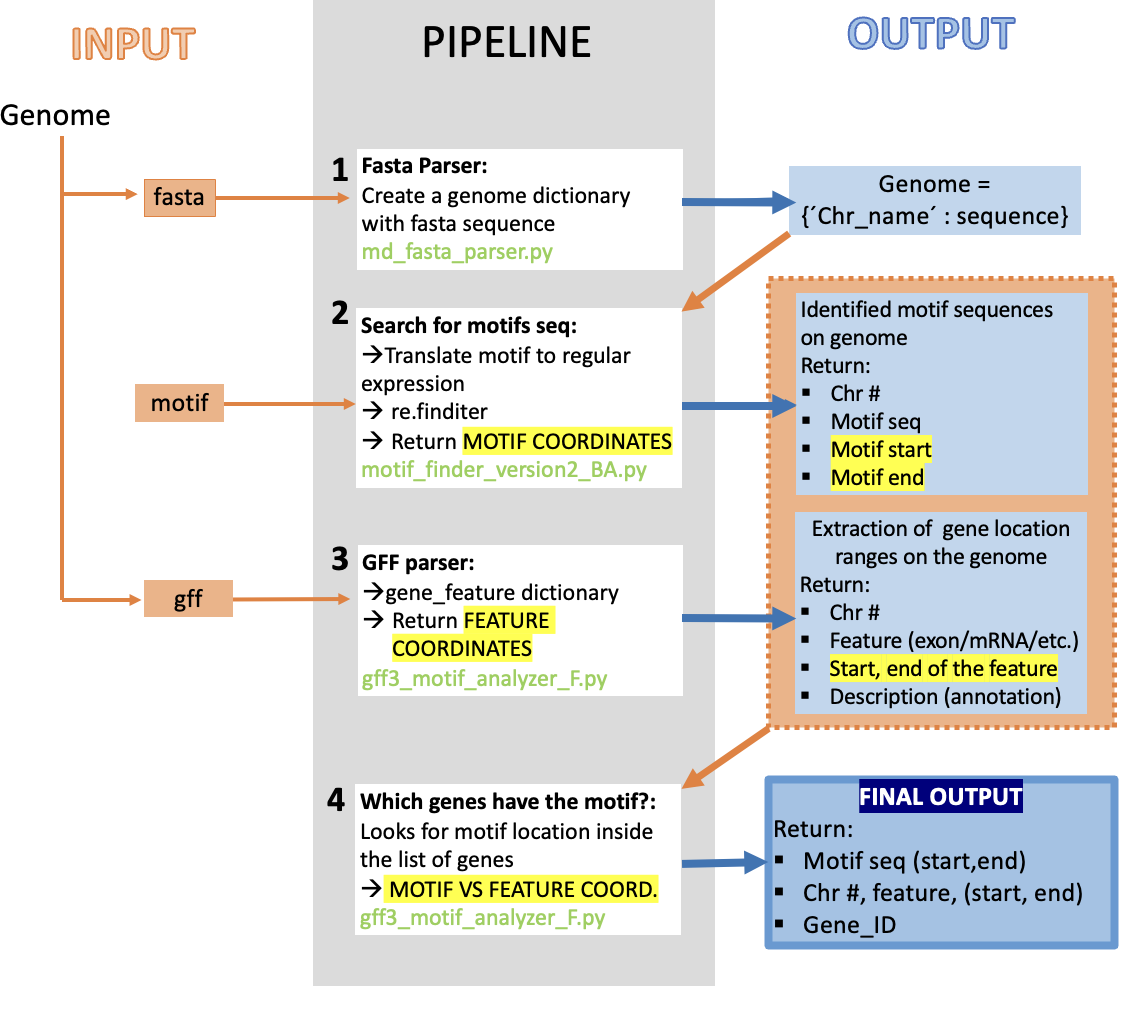 INPUT
PIPELINE
OUTPUT
Genome
fasta
1
Fasta Parser:
Create a genome dictionary
with fasta sequence
md_fasta_parser.py
Genome =
{´Chr_name´ : sequence}
2
Search for motifs seq:
→Translate motif to regular
expression
→ re.finditer
→ Return MOTIF COORDINATES
motif_finder_version2_BA.py
motif
Identified motif sequences
on genome
Return:
▪ Chr #
▪ Motif seq
▪ Motif start
▪ Motif end
3
GFF parser:
→gene_feature dictionary
→ Return FEATURE
COORDINATES
gff3_motif_analyzer_F.py
gff
Extraction of gene location
ranges on the genome
Return:
▪ Chr #
▪ Feature (exon/mRNA/etc.)
▪ Start, end of the feature
▪ Description (annotation)
4
Which genes have the motif?:
Looks for motif location inside
the list of genes
→ MOTIF VS FEATURE COORD.
gff3_motif_analyzer_F.py
FINAL OUTPUT
Return:
▪ Motif seq (start,end)
▪ Chr #, feature, (start, end)
▪ Gene_ID